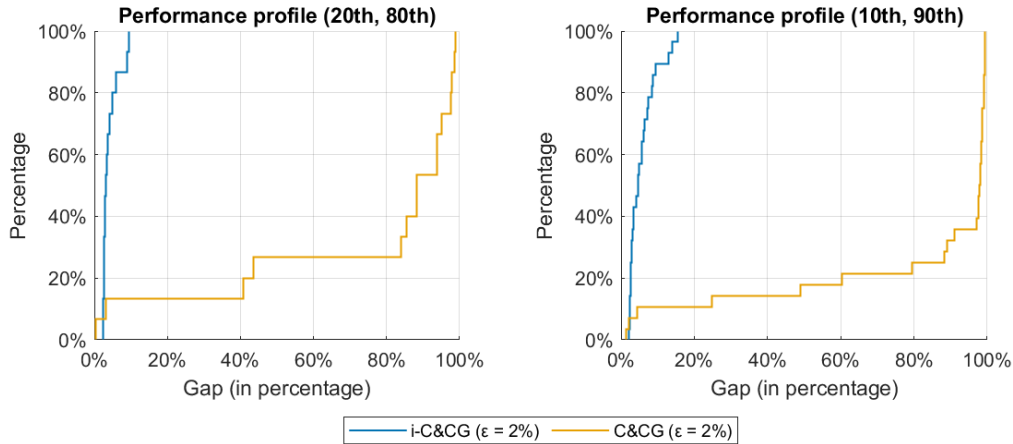 Performance profile (20th, 80th)
100%
80%
60%
40%
20%
0%
Percentage
0% 20% 40% 60% 80% 100%
Gap (in percentage)
Performance profile (10th, 90th)
100%
80%
60%
40%
20%
0%
Percentage
0% 20% 40% 60% 80% 100%
Gap (in percentage)
i-C&CG (ε = 2%) C&CG (ε = 2%)